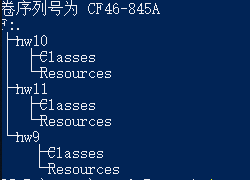 卷序列号为 CF46-845A
F:.
├─hw10
│  ├─Classes
│  └─Resources
├─hw11
│  ├─Classes
│  └─Resources
└─hw9
    ├─Classes
    └─Resources